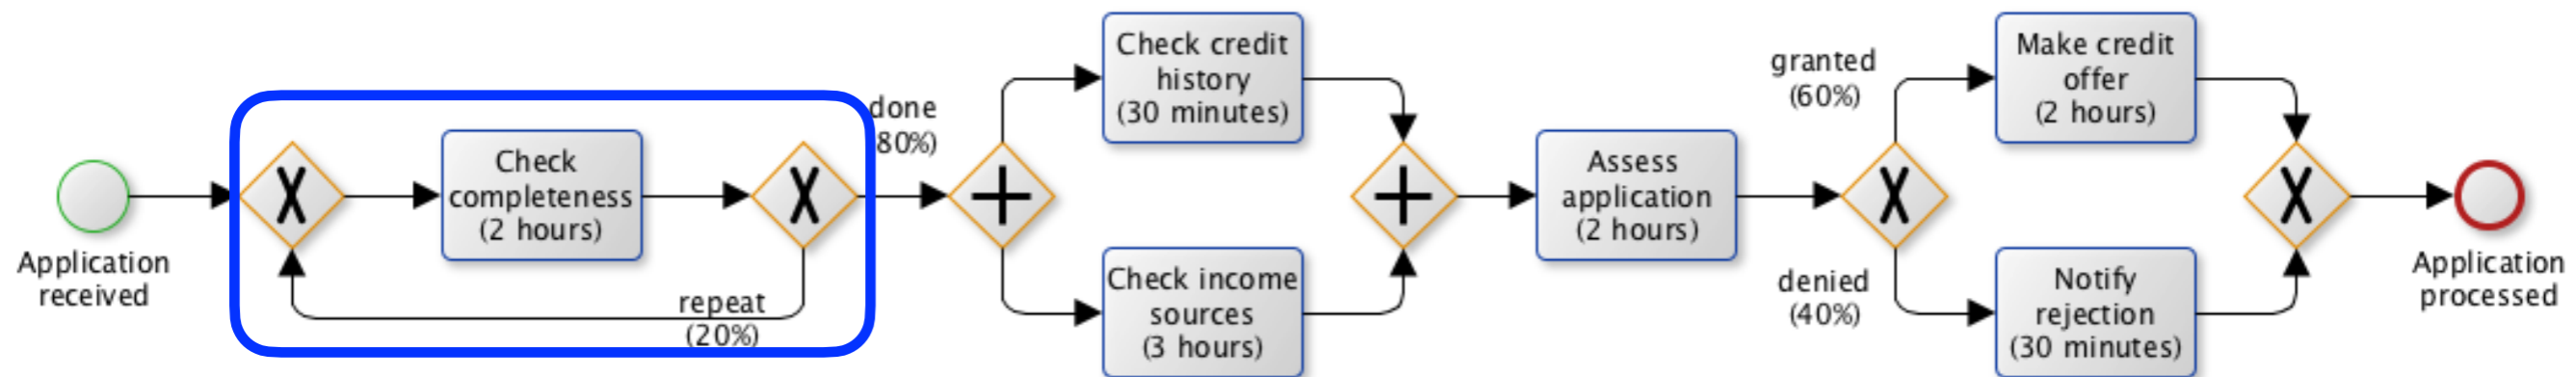 Application
received
Check
completeness
(2 hours)
repeat
(20%)
done
80%)
Check credit
history
(30 minutes)
Check income
sources
(3 hours)
Assess
application
(2 hours)
granted
(60%)
denied
(40%)
Make credit
offer
(2 hours)
Notify
rejection
(30 minutes)
Application
processed